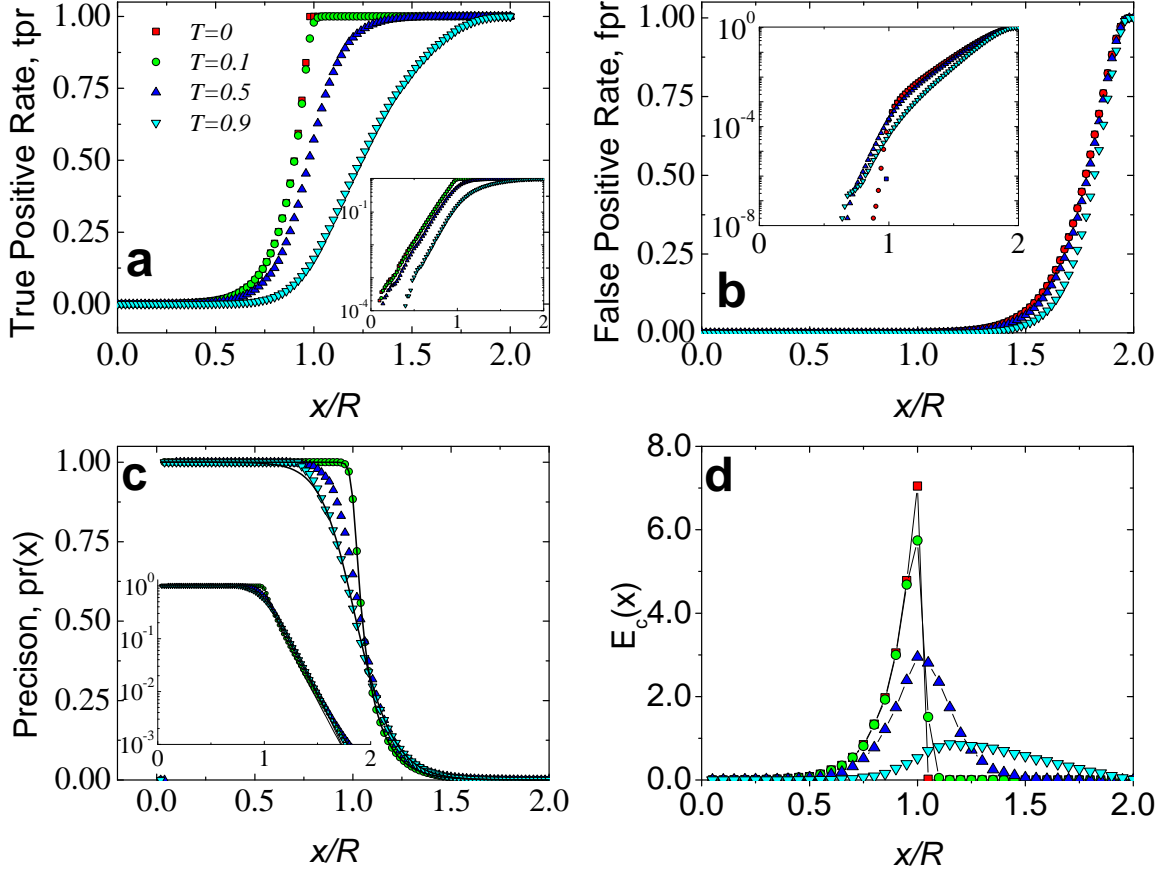 True Positive Rate, tpr
1.00
0.75
0.50
0.25
0.00
T=0
T=0.1
T=0.5
T=0.9
a
10⁻¹
10⁻⁴
0 1 2
0.0 0.5 1.0 1.5 2.0
x/R
False Positive Rate, fpr
1.00
0.75
0.50
0.25
0.00
10⁰
10⁻⁴
10⁻⁸
0 1 2
b
0.0 0.5 1.0 1.5 2.0
x/R
Precison, pr(x)
1.00
0.75
0.50
0.25
0.00
c
10⁰
10⁻¹
10⁻²
10⁻³
0 1 2
0.0 0.5 1.0 1.5 2.0
x/R
E_c(x)
8.0
6.0
4.0
2.0
0.0
d
0.0 0.5 1.0 1.5 2.0
x/R